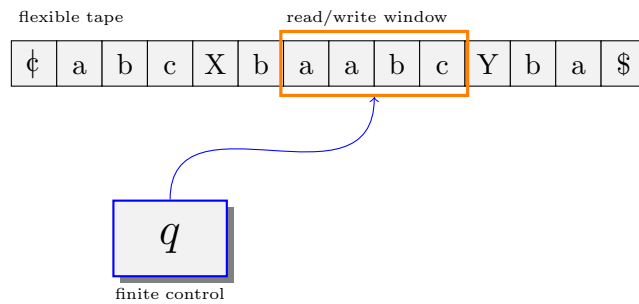 flexible tape read/write window
¢ a b c X b a a b c Y b a $
q
finite control